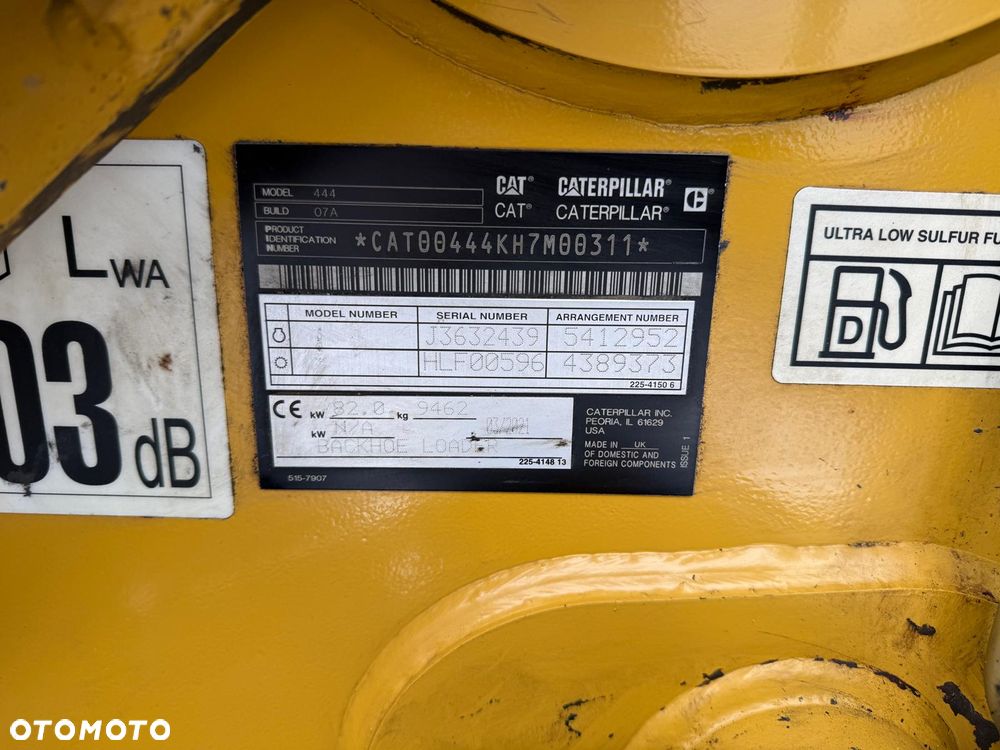 L WA
03 dB
MODEL 444
BUILD 07A
CAT® CATERPILLAR®
CAT® CATERPILLAR®
C®
PRODUCT
IDENTIFICATION
NUMBER
*CAT00444KH7M00311*
MODEL NUMBER SERIAL NUMBER ARRANGEMENT NUMBER
J3632439 5412952
HLF00596 4389373
225-4150 6
CE kW 82.0 kg 9462
kW N/A 03/2021
BACKHOE LOADER
225-4148 13
CATERPILLAR INC.
PEORIA, IL 61629
USA
MADE IN UK
OF DOMESTIC AND
FOREIGN COMPONENTS
ISSUE 1
515-7907
ULTRA LOW SULFUR FU
D
OTOMOTO